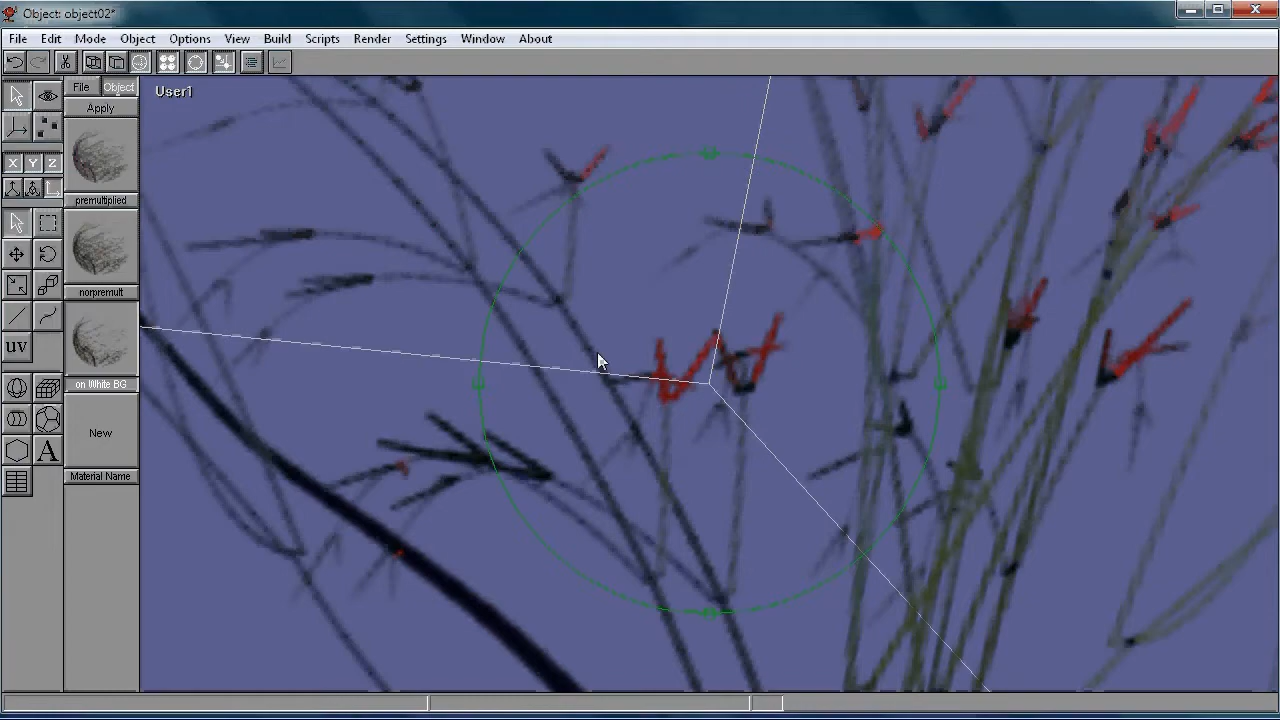 Object: object02*
File Edit Mode Object Options View Build Scripts Render Settings Window About
File Object
User1
Apply
X Y Z
premultiplied
norpremult
UV
on White BG
New
A
Material Name